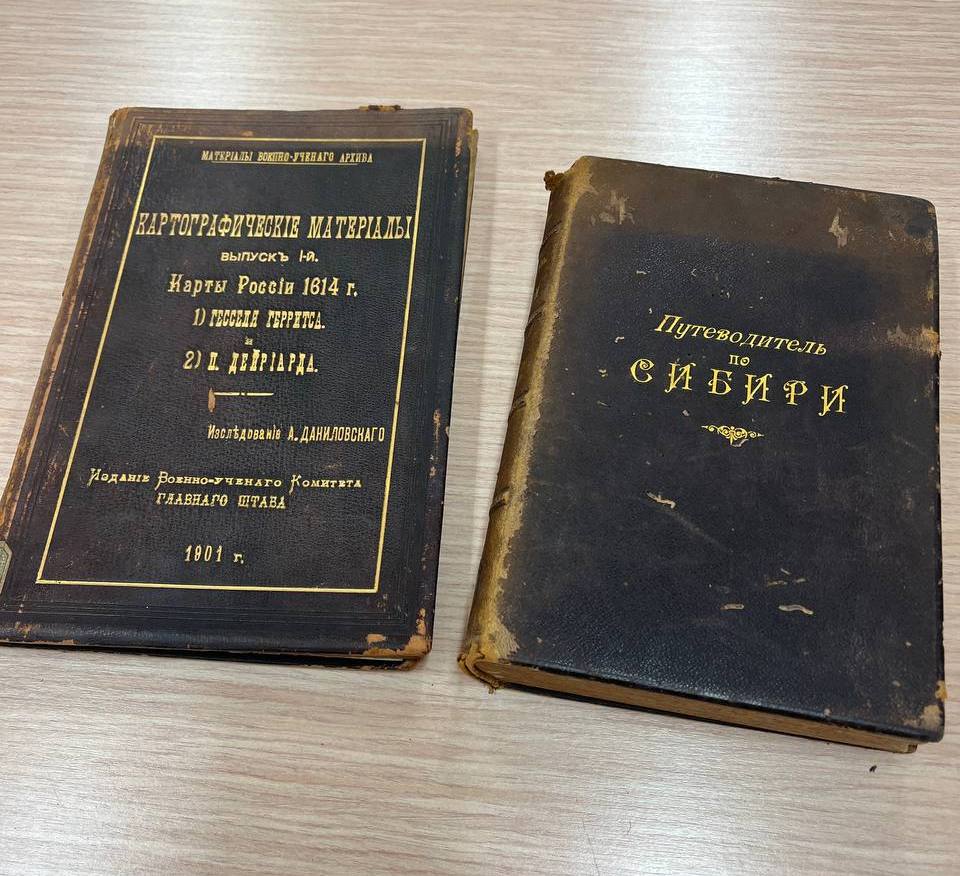 МАТЕРІАЛЫ ВОЕННО-УЧЕНАГО АРХИВА
КАРТОГРАФИЧЕСКІЕ МАТЕРІАЛЫ
ВЫПУСКЪ І-Й.
Карты Россіи 1614 г.
1) ГЕССЕЛЯ ГЕРРИТСА.
и
2) П. ДЕЙРІАРДА.
Изслѣдованіе А. ДАНИЛОВСКАГО
Изданіе Военно-Ученаго Комитета
ГЛАВНАГО ШТАБА
1901 г.
Путеводитель
по
СИБИРИ